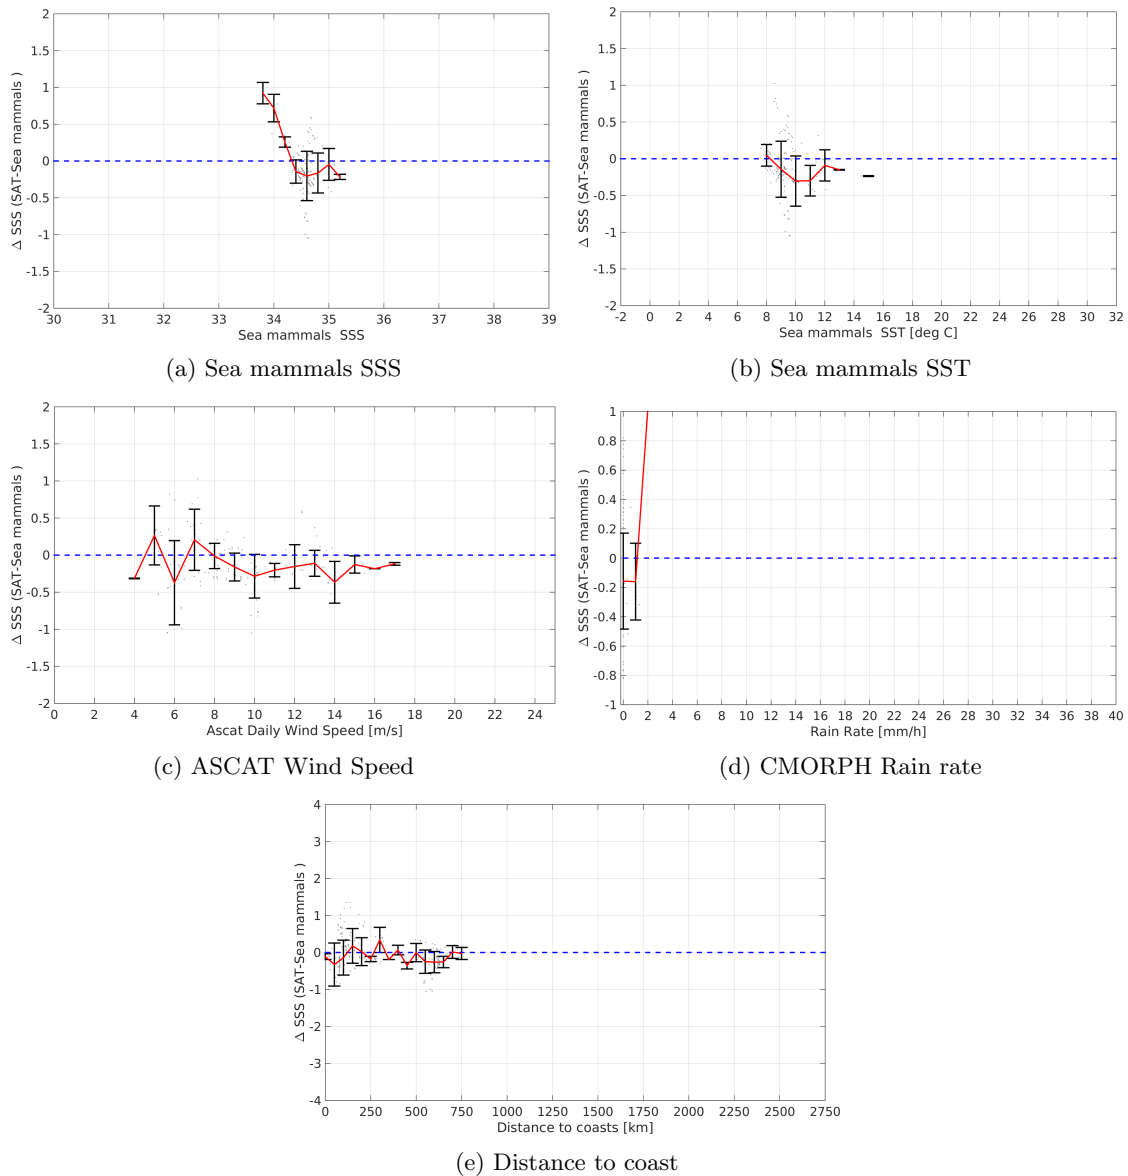 2
1.5
1
0.5
0
-0.5
-1
-1.5
-2
Δ SSS (SAT-Sea mammals )
30 31 32 33 34 35 36 37 38 39
Sea mammals SSS
(a) Sea mammals SSS
2
1.5
1
0.5
0
-0.5
-1
-1.5
-2
Δ SSS (SAT-Sea mammals )
-2 0 2 4 6 8 10 12 14 16 18 20 22 24 26 28 30 32
Sea mammals SST [deg C]
(b) Sea mammals SST
2
1.5
1
0.5
0
-0.5
-1
-1.5
-2
Δ SSS (SAT-Sea mammals )
0 2 4 6 8 10 12 14 16 18 20 22 24
Ascat Daily Wind Speed [m/s]
(c) ASCAT Wind Speed
1
0.8
0.6
0.4
0.2
0
-0.2
-0.4
-0.6
-0.8
-1
Δ SSS (SAT-Sea mammals )
0 2 4 6 8 10 12 14 16 18 20 22 24 26 28 30 32 34 36 38 40
Rain Rate [mm/h]
(d) CMORPH Rain rate
4
3
2
1
0
-1
-2
-3
-4
Δ SSS (SAT-Sea mammals )
0 250 500 750 1000 1250 1500 1750 2000 2250 2500 2750
Distance to coasts [km]
(e) Distance to coast